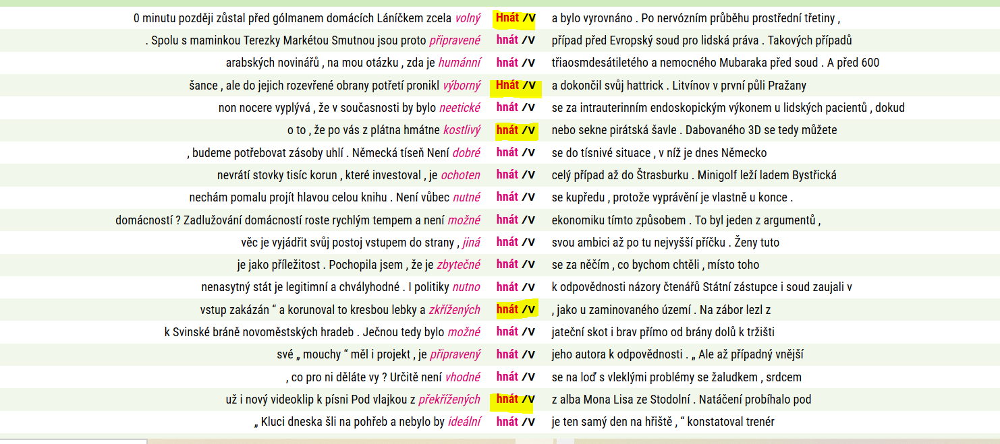 0 minutu později zůstal před gólmanem domácích Láníčkem zcela volný Hnát /V a bylo vyrovnáno . Po nervózním průběhu prostřední třetiny ,
. Spolu s maminkou Terezky Markétou Smutnou jsou proto připravené hnát /V případ před Evropský soud pro lidská práva . Takových případů
arabských novinářů , na mou otázku , zda je humánní hnát /V třiaosmdesátiletého a nemocného Mubaraka před soud . A před 600
šance , ale do jejich rozevřené obrany potřetí pronikl výborný Hnát /V a dokončil svůj hattrick . Litvínov v první půli Pražany
non nocere vyplývá , že v současnosti by bylo neetické hnát /V se za intrauterinním endoskopickým výkonem u lidských pacientů , dokud
o to , že po vás z plátna hmátne kostlivý hnát /V nebo sekne pirátská šavle . Dabovaného 3D se tedy můžete
, budeme potřebovat zásoby uhlí . Německá tíseň Není dobré hnát /V se do tísnivé situace , v níž je dnes Německo
nevrátí stovky tisíc korun , které investoval , je ochoten hnát /V celý případ až do Štrasburku . Minigolf leží ladem Bystřická
nechám pomalu projít hlavou celou knihu . Není vůbec nutné hnát /V se kupředu , protože vyprávění je vlastně u konce .
domácností ? Zadlužování domácností roste rychlým tempem a není možné hnát /V ekonomiku tímto způsobem . To byl jeden z argumentů ,
věc je vyjádřit svůj postoj vstupem do strany , jiná hnát /V svou ambici až po tu nejvyšší příčku . Ženy tuto
je jako příležitost . Pochopila jsem , že je zbytečné hnát /V se za něčím , co bychom chtěli , místo toho
nenasytný stát je legitimní a chvályhodné . I politiky nutno hnát /V k odpovědnosti názory čtenářů Státní zástupce i soud zaujali v
vstup zakázán “ a korunoval to kresbou lebky a zkřížených hnát /V , jako u zaminovaného území . Na zábor lezl z
k Svinské bráně novoměstských hradeb . Ječnou tedy bylo možné hnát /V jateční skot i brav přímo od brány dolů k tržišti
své „ mouchy “ měl i projekt , je připravený hnát /V jeho autora k odpovědnosti . „ Ale až případný vnější
, co pro ni děláte vy ? Určitě není vhodné hnát /V se na loď s vleklými problémy se žaludkem , srdcem
už i nový videoklip k písni Pod vlajkou z překřížených hnát /V z alba Mona Lisa ze Stodolní . Natáčení probíhalo pod
„ Kluci dneska šli na pohřeb a nebylo by ideální hnát /V je ten samý den na hřiště , “ konstatoval trenér